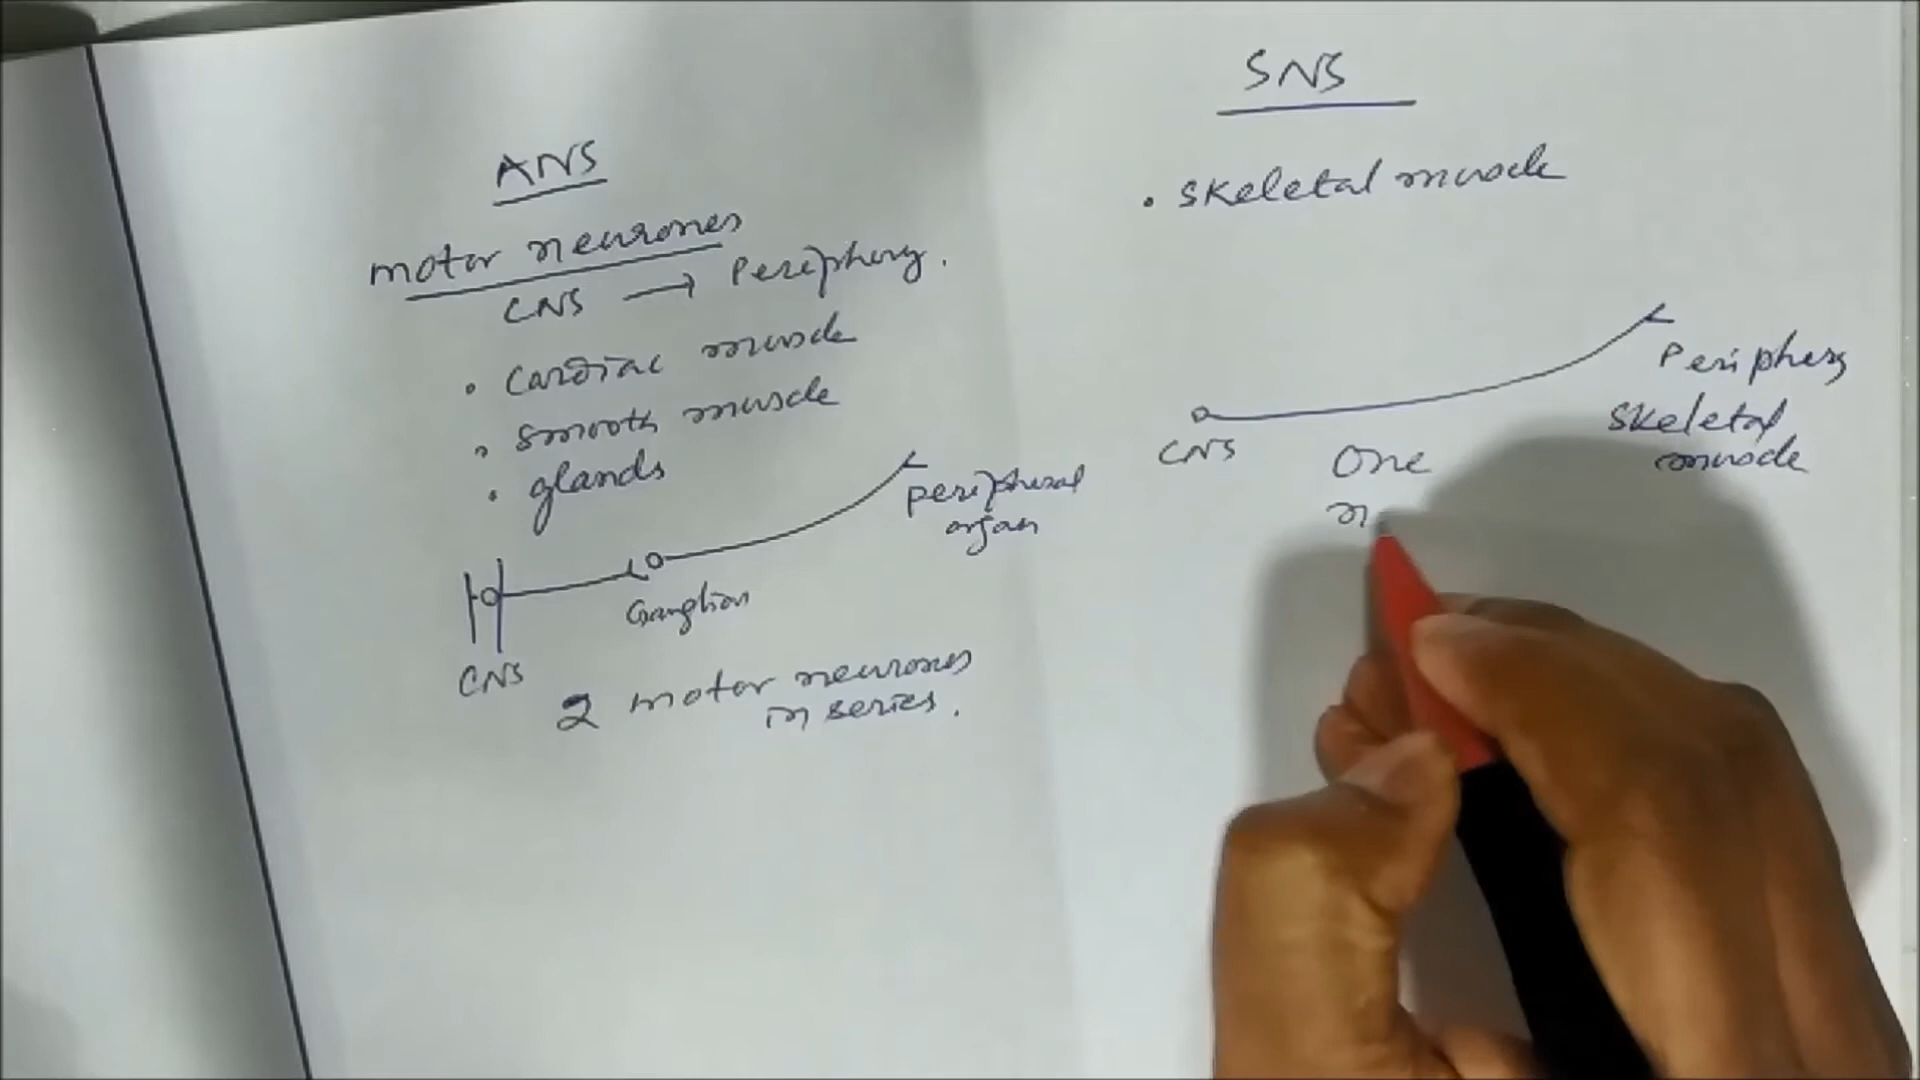 ANS
motor neurones
CNS → Periphery.
• cardiac muscle
• smooth muscle
• glands
peripheral
organ
Ganglion
CNS
2 motor neurones
in series.
SNS
• skeletal muscle
Periphery
skeletal
muscle
CNS
One
n